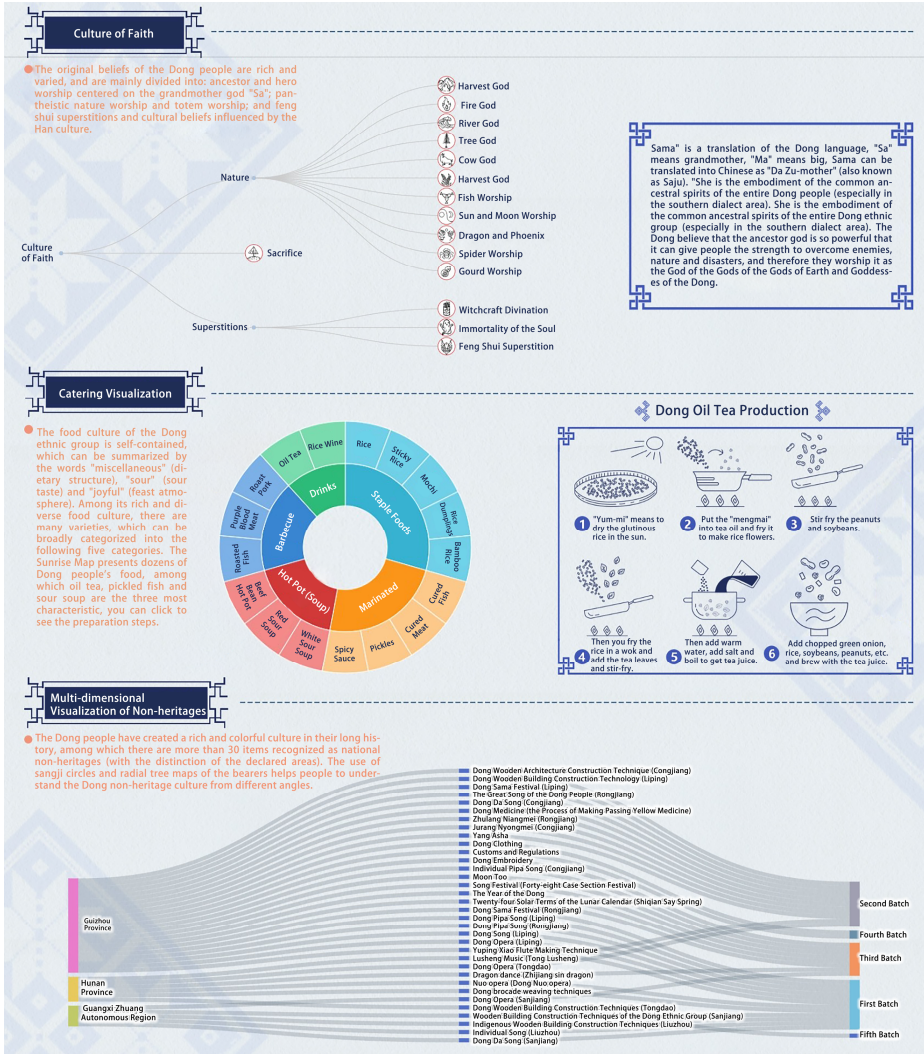 Culture of Faith
The original beliefs of the Dong people are rich and
varied, and are mainly divided into: ancestor and hero
worship centered on the grandmother god "Sa"; pan-
theistic nature worship and totem worship; and feng
shui superstitions and cultural beliefs influenced by the
Han culture.
Culture
of Faith
Nature
Sacrifice
Superstitions
Harvest God
Fire God
River God
Tree God
Cow God
Harvest God
Fish Worship
Sun and Moon Worship
Dragon and Phoenix
Spider Worship
Gourd Worship
Witchcraft Divination
Immortality of the Soul
Feng Shui Superstition
Sama" is a translation of the Dong language, "Sa"
means grandmother, "Ma" means big, Sama can be
translated into Chinese as "Da Zu-mother" (also known
as Saju). "She is the embodiment of the common an-
cestral spirits of the entire Dong people (especially in
the southern dialect area). She is the embodiment of
the common ancestral spirits of the entire Dong ethnic
group (especially in the southern dialect area). The
Dong believe that the ancestor god is so powerful that
it can give people the strength to overcome enemies,
nature and disasters, and therefore they worship it as
the God of the Gods of the Gods of Earth and Goddess-
es of the Dong.
Catering Visualization
The food culture of the Dong
ethnic group is self-contained,
which can be summarized by
the words "miscellaneous" (di-
etary structure), "sour" (sour
taste) and "joyful" (feast atmo-
sphere). Among its rich and di-
verse food culture, there are
many varieties, which can be
broadly categorized into the
following five categories. The
Sunrise Map presents dozens of
Dong people's food, among
which oil tea, pickled fish and
sour soup are the three most
characteristic, you can click to
see the preparation steps.
Drinks
Oil Tea
Rice Wine
Staple Foods
Rice
Sticky
Rice
Mochi
Rice
Dumplings
Bamboo
Rice
Marinated
Cured
Fish
Cured
Meat
Pickles
Spicy
Sauce
Hot Pot (Soup)
White
Sour
Soup
Red
Sour
Soup
Beef
Bean
Hot Pot
Barbecue
Roasted
Fish
Purple
Blood
Meat
Roast
Pork
Dong Oil Tea Production
1 "Yum-mi" means to
dry the glutinous
rice in the sun.
2 Put the "mengmai"
into tea oil and fry it
to make rice flowers.
3 Stir fry the peanuts
and soybeans.
4 Then you fry the
rice in a wok and
add the tea leaves
and stir-fry.
5 Then add warm
water, add salt and
boil to get tea juice.
6 Add chopped green onion,
rice, soybeans, peanuts, etc.
and brew with the tea juice.
Multi-dimensional
Visualization of Non-heritages
The Dong people have created a rich and colorful culture in their long his-
tory, among which there are more than 30 items recognized as national
non-heritages (with the distinction of the declared areas). The use of
sangji circles and radial tree maps of the bearers helps people to under-
stand the Dong non-heritage culture from different angles.
Guizhou
Province
Hunan
Province
Guangxi Zhuang
Autonomous Region
Dong Wooden Architecture Construction Technique (Congjiang)
Dong Wooden Building Construction Technology (Liping)
Dong Sama Festival (Liping)
The Great Song of the Dong People (Rongjiang)
Dong Da Song (Congjiang)
Dong Medicine (the Process of Making Passing Yellow Medicine)
Zhulang Niangmei (Rongjiang)
Jurang Nyongmei (Congjiang)
Yang Asha
Dong Clothing
Customs and Regulations
Dong Embroidery
Individual Pipa Song (Congjiang)
Moon Too
Song Festival (Forty-eight Case Section Festival)
The Year of the Dong
Twenty-four Solar Terms of the Lunar Calendar (Shiqian Say Spring)
Dong Sama Festival (Rongjiang)
Dong Pipa Song (Liping)
Dong Pipa Song (Rongjiang)
Dong Song (Liping)
Dong Opera (Liping)
Yuping Xiao Flute Making Technique
Lusheng Music (Tong Lusheng)
Dong Opera (Tongdao)
Dragon dance (Zhijiang sin dragon)
Nuo opera (Dong Nuo opera)
Dong brocade weaving techniques
Dong Opera (Sanjiang)
Dong Wooden Building Construction Techniques (Tongdao)
Wooden Building Construction Techniques of the Dong Ethnic Group (Sanjiang)
Indigenous Wooden Building Construction Techniques (Liuzhou)
Individual Song (Liuzhou)
Dong Da Song (Sanjiang)
Second Batch
Fourth Batch
Third Batch
First Batch
Fifth Batch